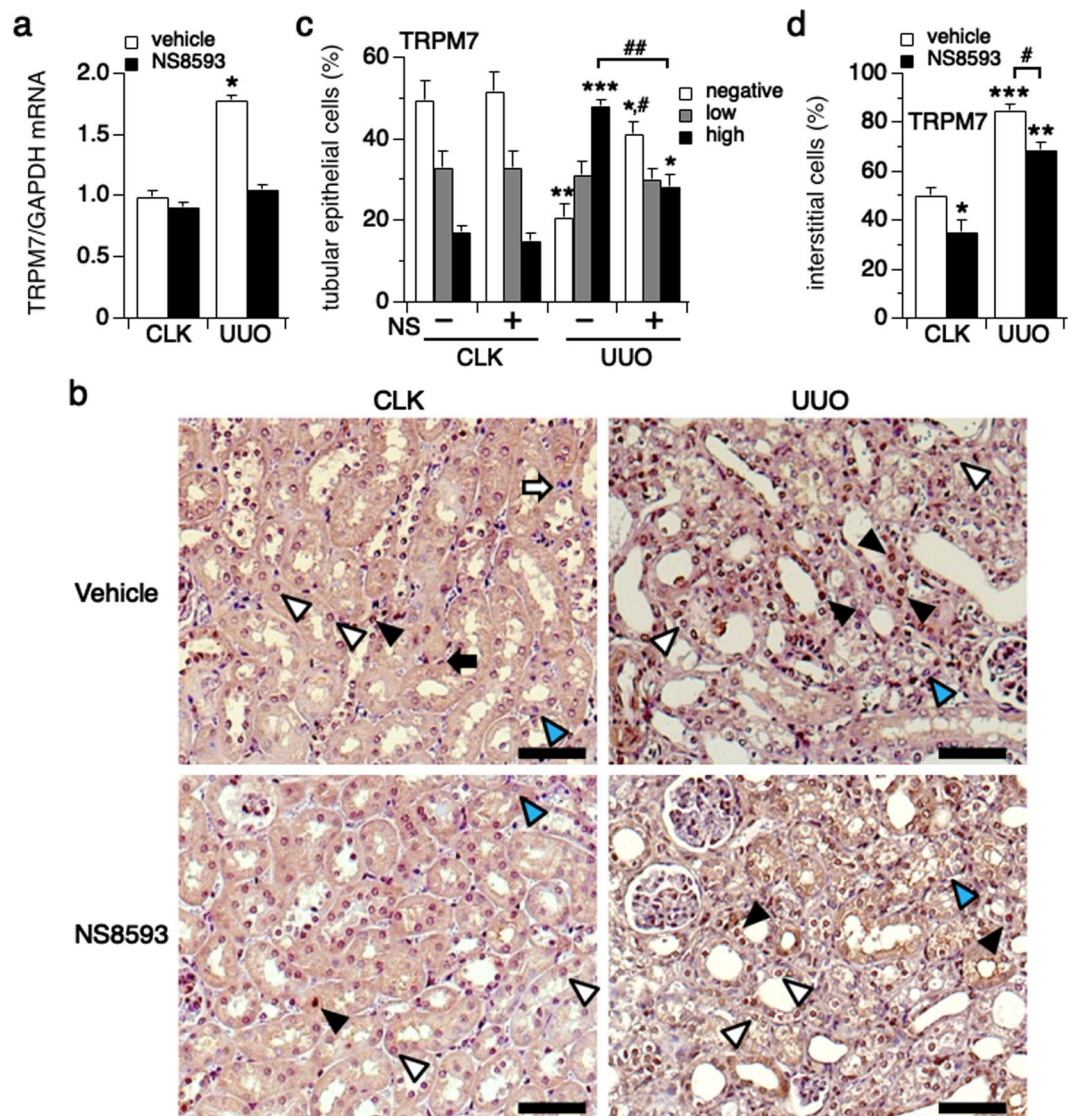 a
vehicle
NS8593
TRPM7/GAPDH mRNA
2.0
1.5
1.0
0.5
0
*
CLK UUO
c
TRPM7
tubular epithelial cells (%)
60
40
20
0
##
***
*,#
**
*
negative
low
high
NS − + − +
CLK UUO
d
vehicle
NS8593
TRPM7
interstitial cells (%)
100
80
60
40
20
0
#
***
**
*
CLK UUO
b
CLK UUO
Vehicle
NS8593